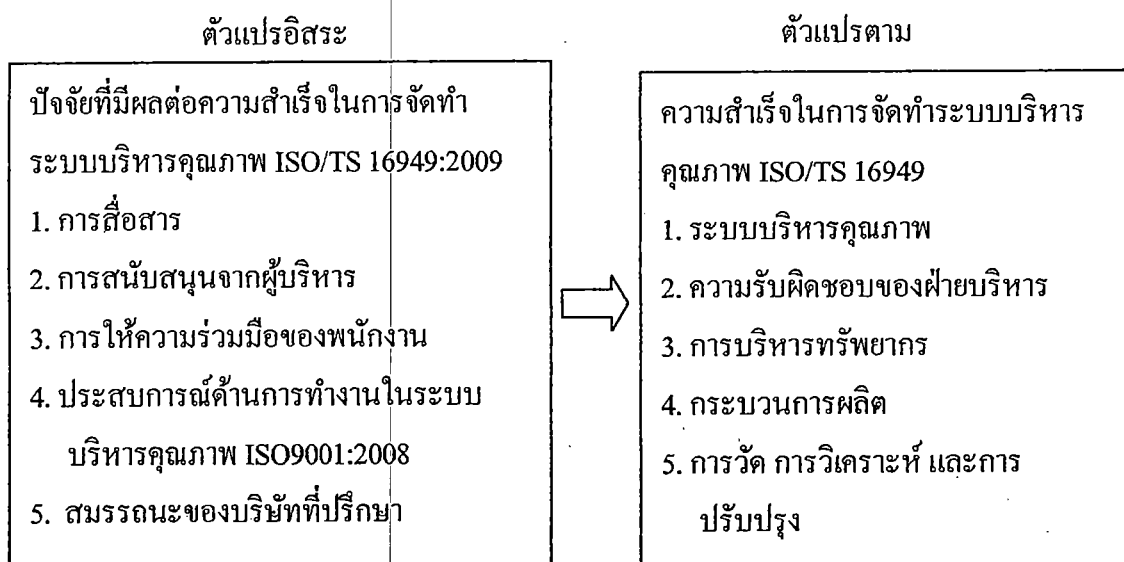 ตัวแปรอิสระ
ปัจจัยที่มีผลต่อความสำเร็จในการจัดทำ
ระบบบริหารคุณภาพ ISO/TS 16949:2009
1. การสื่อสาร
2. การสนับสนุนจากผู้บริหาร
3. การให้ความร่วมมือของพนักงาน
4. ประสบการณ์ด้านการทำงานในระบบ
บริหารคุณภาพ ISO9001:2008
5. สมรรถนะของบริษัทที่ปรึกษา
ตัวแปรตาม
ความสำเร็จในการจัดทำระบบบริหาร
คุณภาพ ISO/TS 16949
1. ระบบบริหารคุณภาพ
2. ความรับผิดชอบของฝ่ายบริหาร
3. การบริหารทรัพยากร
4. กระบวนการผลิต
5. การวัด การวิเคราะห์ และการ
ปรับปรุง